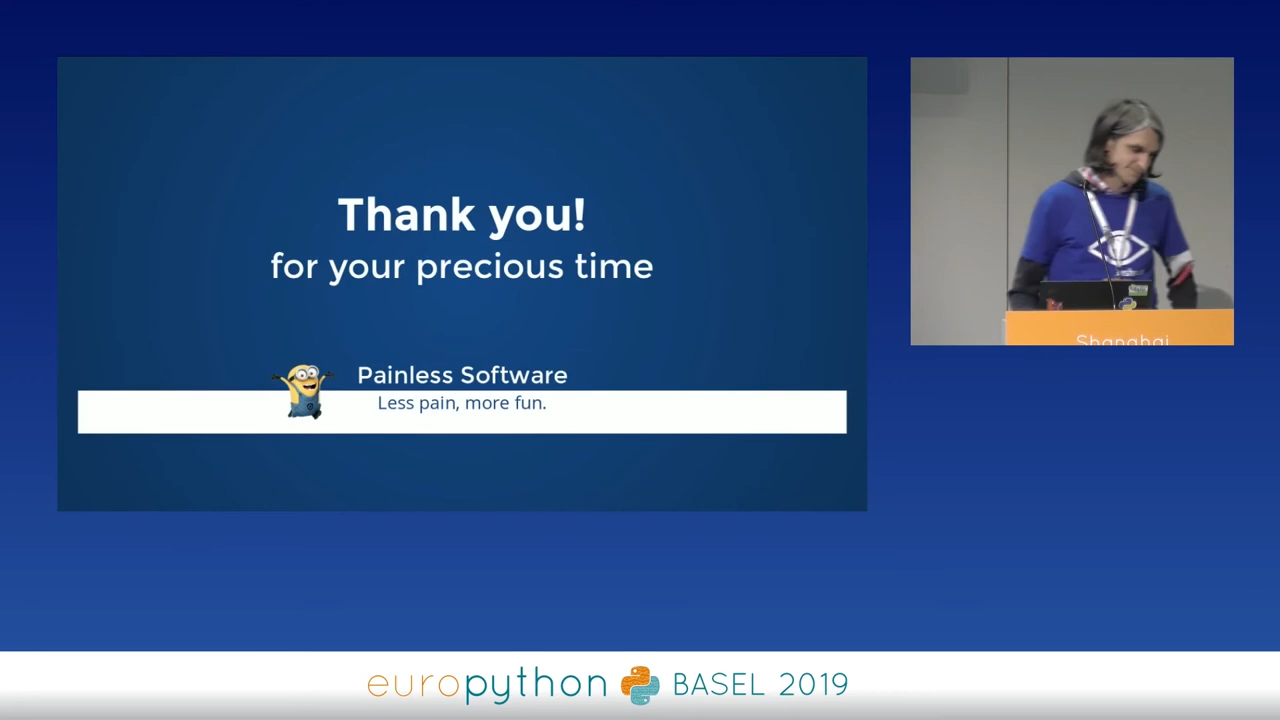 Thank you!
for your precious time
Painless Software
Less pain, more fun.
Shanghai
europython BASEL 2019